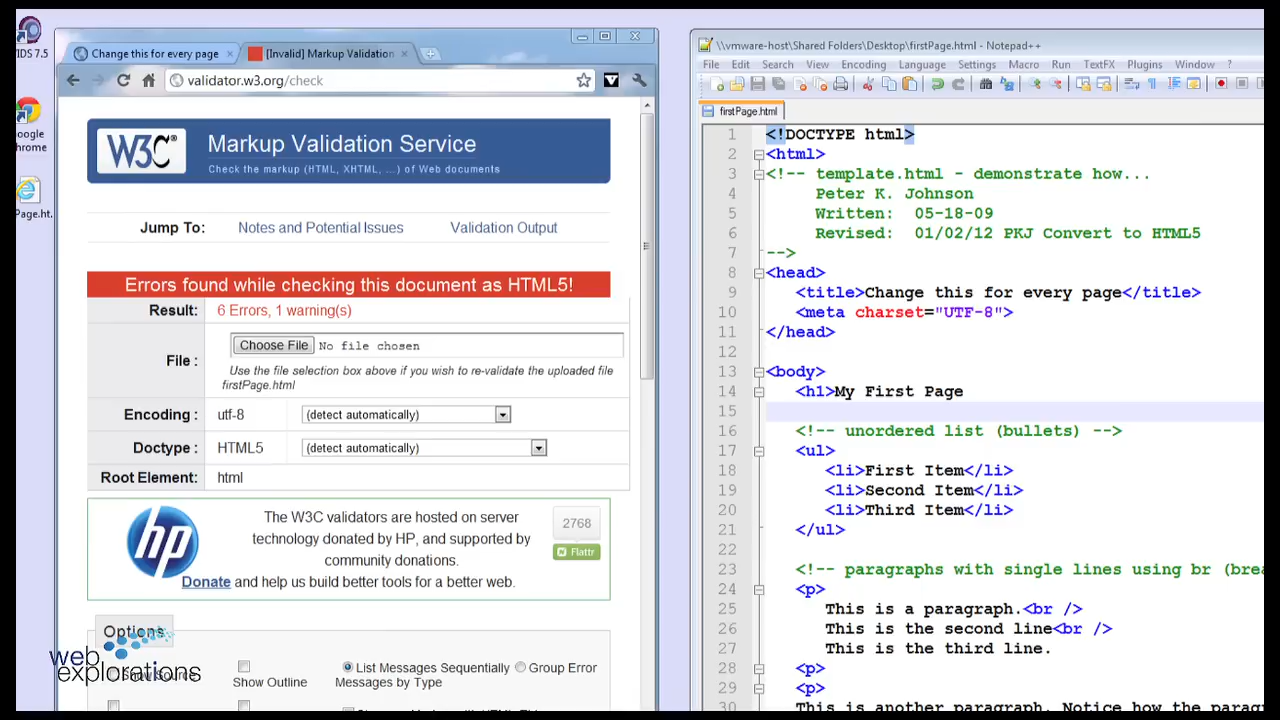 IDS 7.5
Google
Chrome
Page.ht.
Change this for every page
[Invalid] Markup Validation
validator.w3.org/check
W3C®
Markup Validation Service
Check the markup (HTML, XHTML, …) of Web documents
Jump To: Notes and Potential Issues Validation Output
Errors found while checking this document as HTML5!
Result: 6 Errors, 1 warning(s)
File : Choose File No file chosen
Use the file selection box above if you wish to re-validate the uploaded file
firstPage.html
Encoding : utf-8 (detect automatically)
Doctype : HTML5 (detect automatically)
Root Element: html
hp
The W3C validators are hosted on server
technology donated by HP, and supported by
community donations.
Donate and help us build better tools for a better web.
2768
Flattr
Options
web
explorations
Show Source
Show Outline
List Messages Sequentially Group Error
Messages by Type
\\vmware-host\Shared Folders\Desktop\firstPage.html - Notepad++
File Edit Search View Encoding Language Settings Macro Run TextFX Plugins Window ?
firstPage.html
1 <!DOCTYPE html>
2 <html>
3 <!-- template.html - demonstrate how...
4 Peter K. Johnson
5 Written: 05-18-09
6 Revised: 01/02/12 PKJ Convert to HTML5
7 -->
8 <head>
9 <title>Change this for every page</title>
10 <meta charset="UTF-8">
11 </head>
12
13 <body>
14 <h1>My First Page
15
16 <!-- unordered list (bullets) -->
17 <ul>
18 <li>First Item</li>
19 <li>Second Item</li>
20 <li>Third Item</li>
21 </ul>
22
23 <!-- paragraphs with single lines using br (brea
24 <p>
25 This is a paragraph.<br />
26 This is the second line<br />
27 This is the third line.
28 <p>
29 <p>
30 This is another paragraph. Notice how the paragr